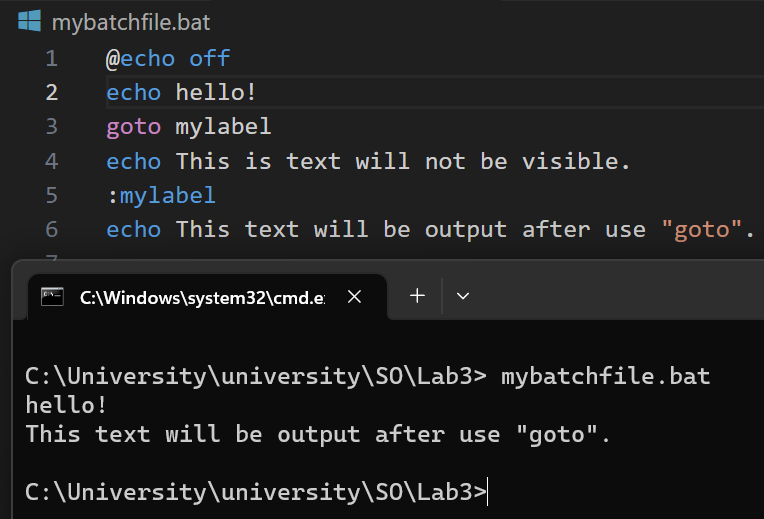 mybatchfile.bat
1 @echo off
2 echo hello!
3 goto mylabel
4 echo This is text will not be visible.
5 :mylabel
6 echo This text will be output after use "goto".
7
C:\Windows\system32\cmd.e
C:\University\university\SO\Lab3> mybatchfile.bat
hello!
This text will be output after use "goto".
C:\University\university\SO\Lab3>